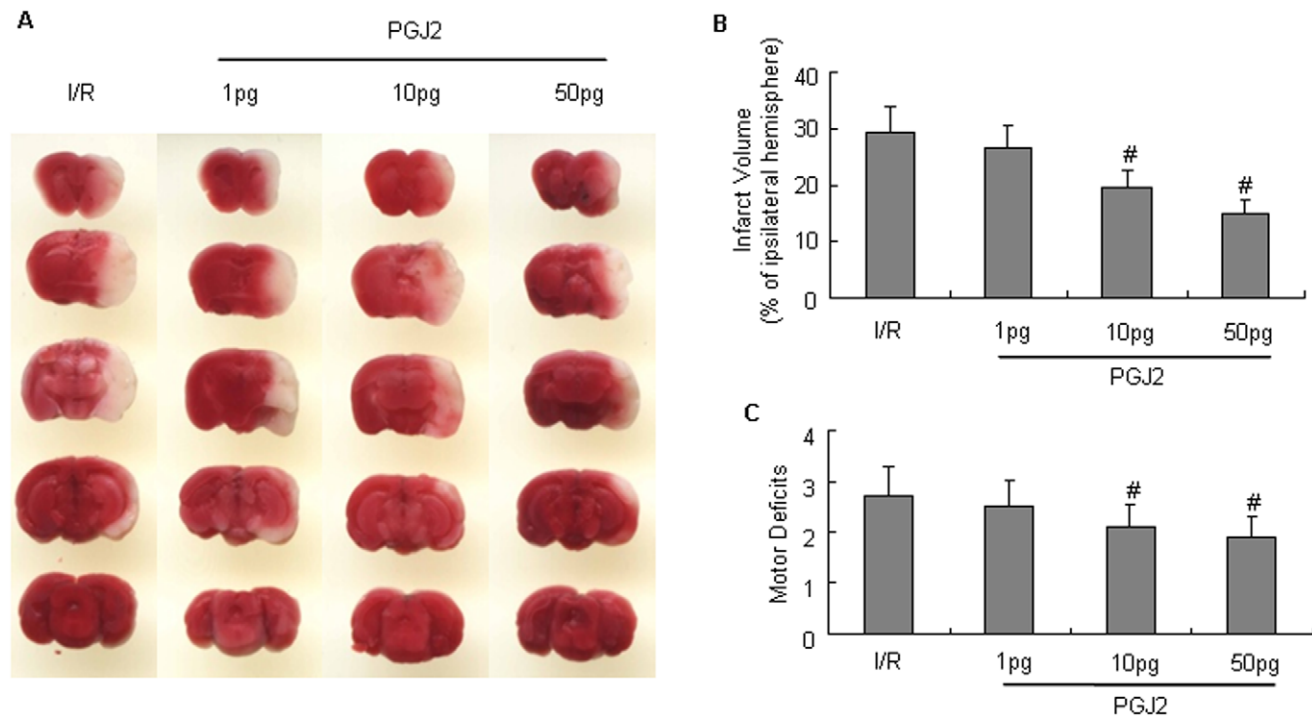 A
PGJ2
I/R 1pg 10pg 50pg
B
Infarct Volume
(% of ipsilateral hemisphere)
40
30
20
10
0
# #
I/R 1pg 10pg 50pg
PGJ2
C
Motor Deficits
4
3
2
1
0
# #
I/R 1pg 10pg 50pg
PGJ2